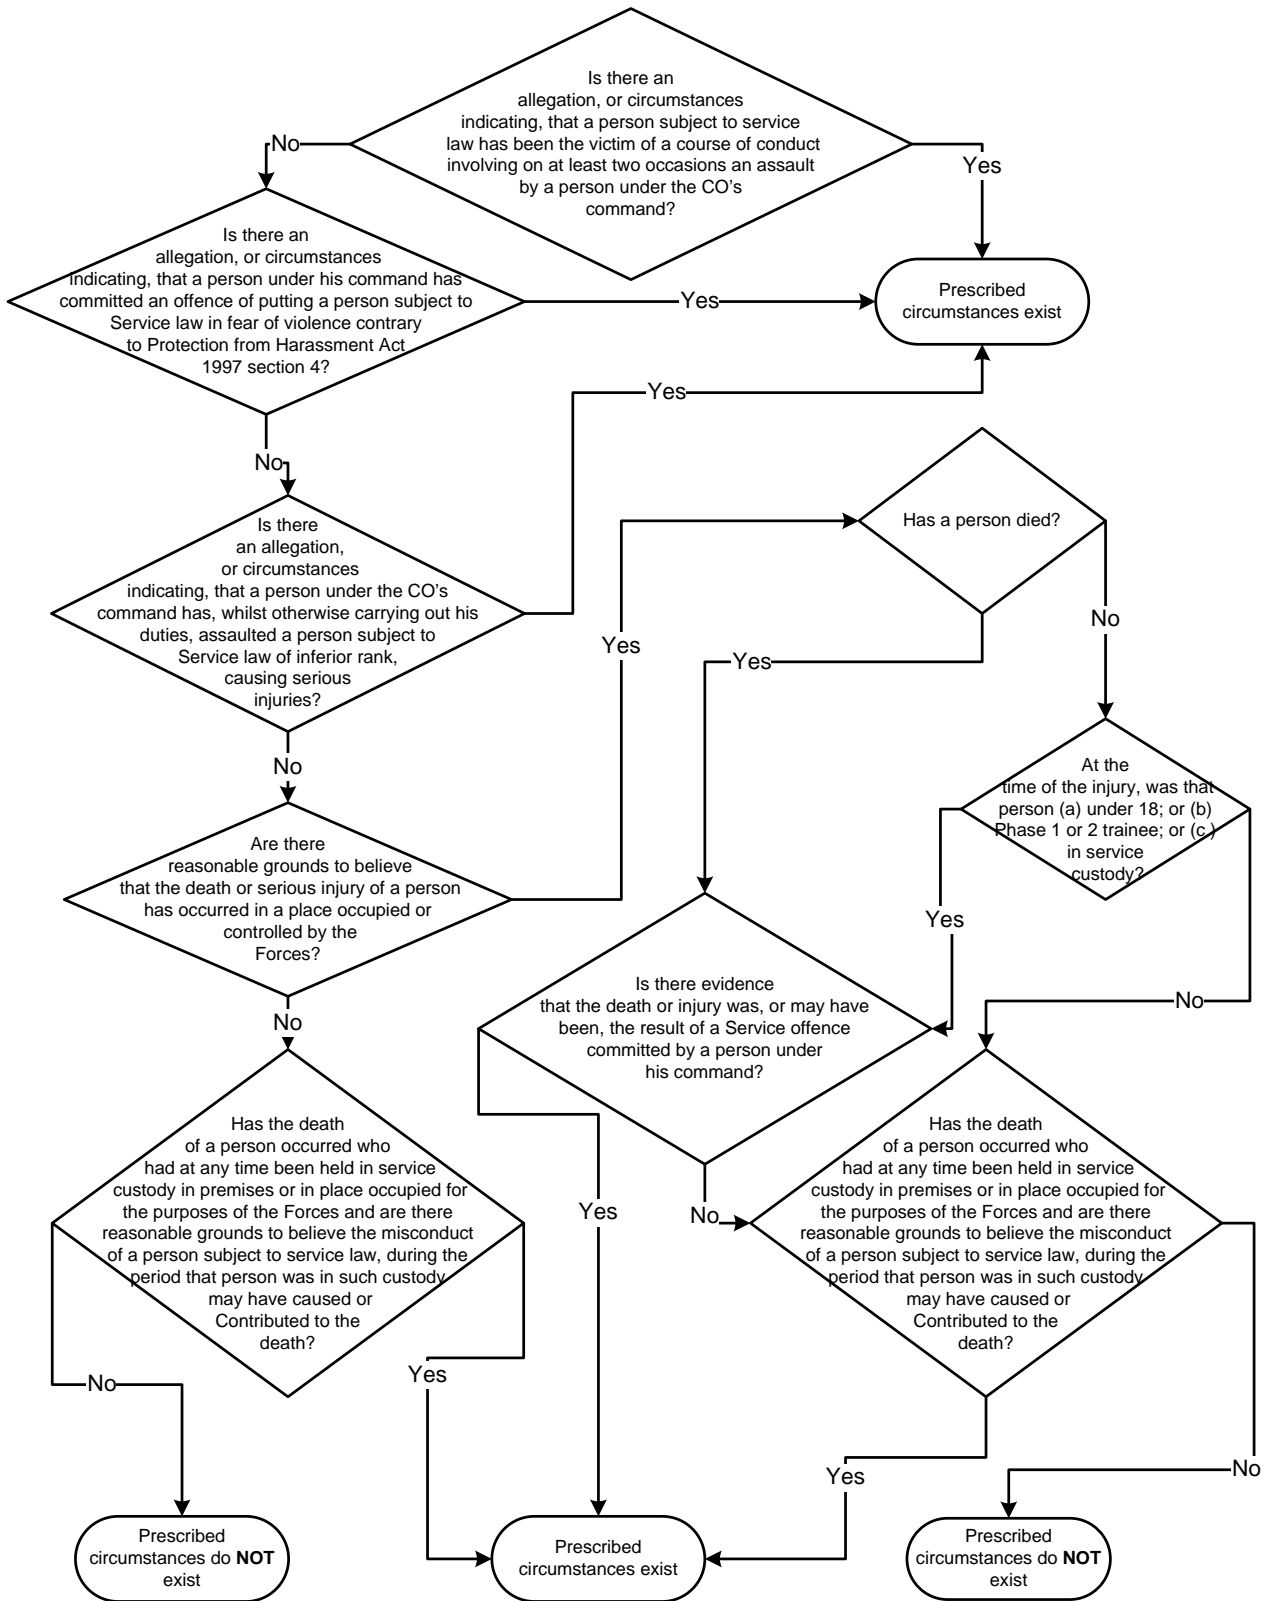 Is there an
allegation, or circumstances
indicating, that a person subject to service
law has been the victim of a course of conduct
involving on at least two occasions an assault
by a person under the CO's
command?
No
Yes
Is there an
allegation, or circumstances
indicating, that a person under his command has
committed an offence of putting a person subject to
Service law in fear of violence contrary
to Protection from Harassment Act
1997 section 4?
Yes
Prescribed
circumstances exist
No
Yes
Is there
an allegation,
or circumstances
indicating, that a person under the CO's
command has, whilst otherwise carrying out his
duties, assaulted a person subject to
Service law of inferior rank,
causing serious
injuries?
Has a person died?
No
Yes
Yes
No
Are there
reasonable grounds to believe
that the death or serious injury of a person
has occurred in a place occupied or
controlled by the
Forces?
At the
time of the injury, was that
person (a) under 18; or (b)
Phase 1 or 2 trainee; or (c )
in service
custody?
Yes
No
No
Is there evidence
that the death or injury was, or may have
been, the result of a Service offence
committed by a person under
his command?
Has the death
of a person occurred who
had at any time been held in service
custody in premises or in place occupied for
the purposes of the Forces and are there
reasonable grounds to believe the misconduct
of a person subject to service law, during the
period that person was in such custody
may have caused or
Contributed to the
death?
Yes
No
Has the death
of a person occurred who
had at any time been held in service
custody in premises or in place occupied for
the purposes of the Forces and are there
reasonable grounds to believe the misconduct
of a person subject to service law, during the
period that person was in such custody
may have caused or
Contributed to the
death?
No
Yes
Yes
No
Prescribed
circumstances do NOT
exist
Prescribed
circumstances exist
Prescribed
circumstances do NOT
exist